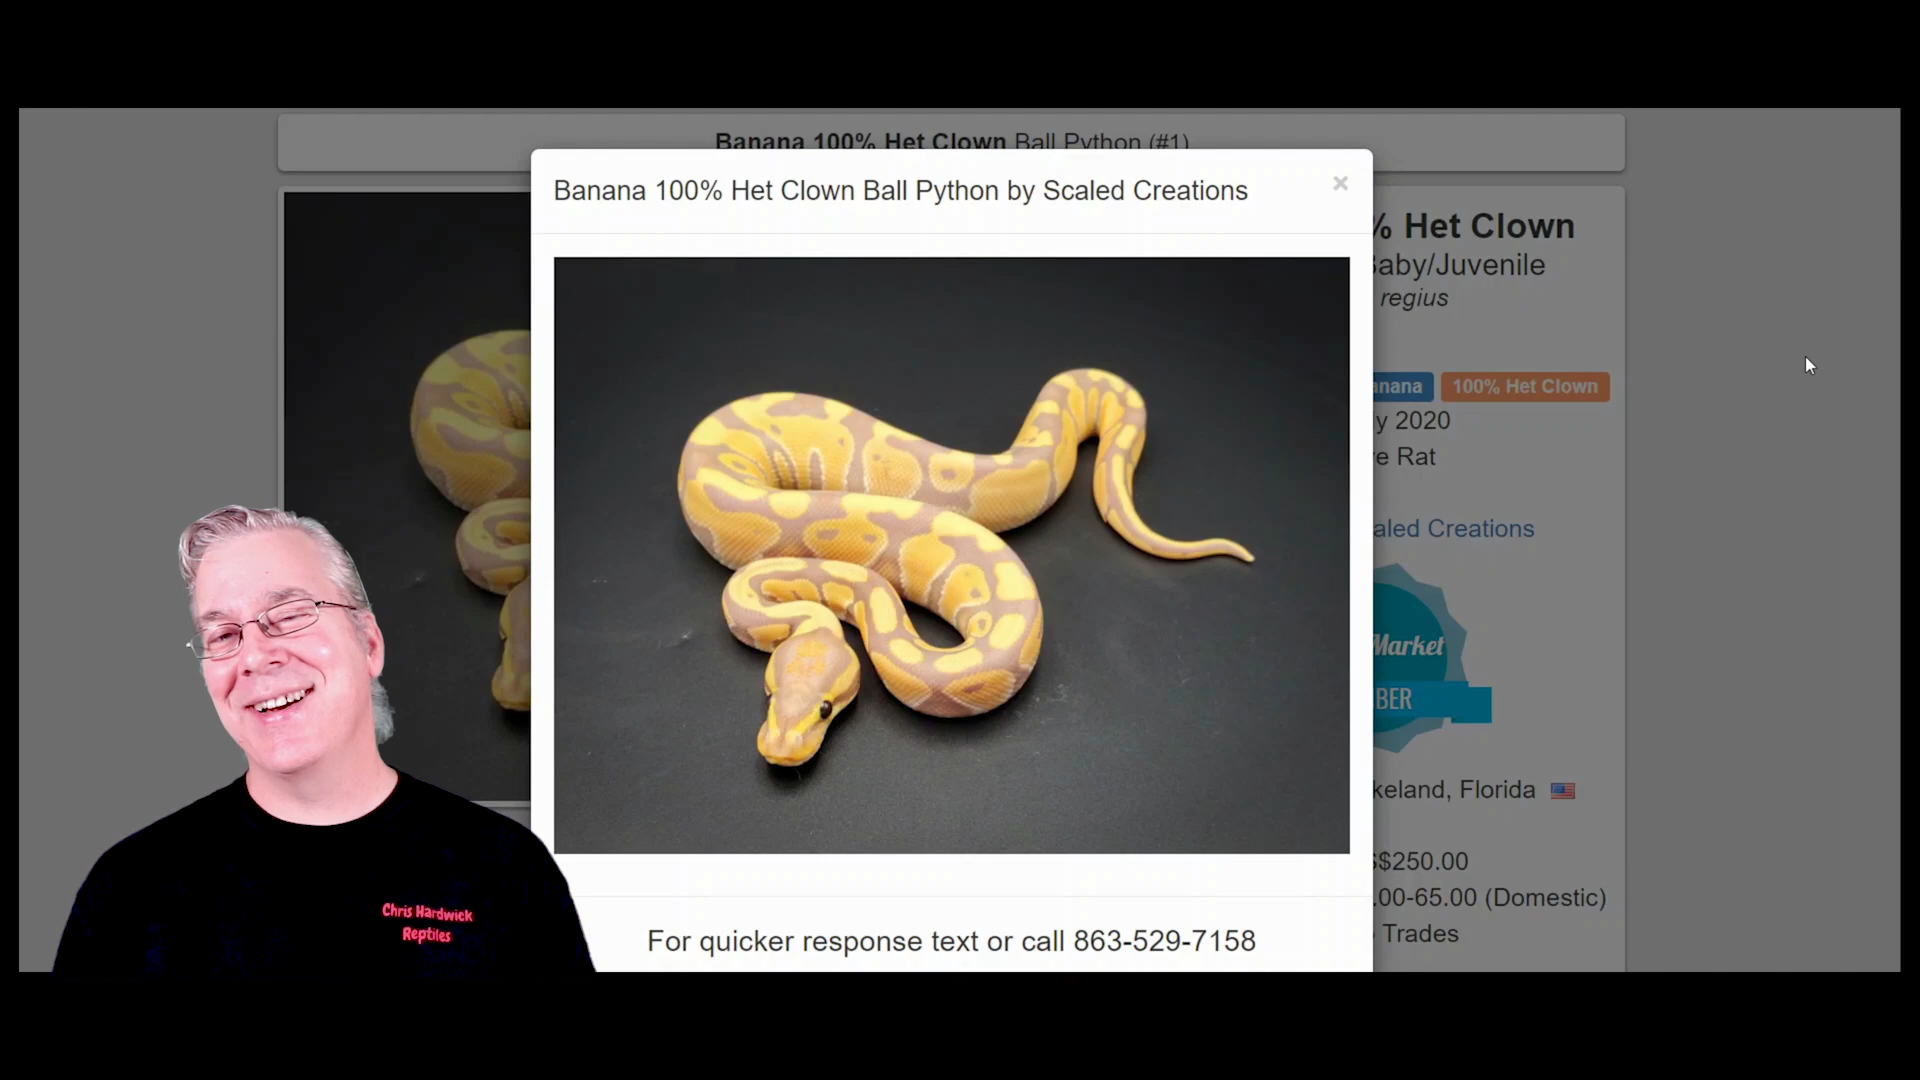 Banana 100% Het Clown Ball Python (#1)
Banana 100% Het Clown Ball Python by Scaled Creations
×
% Het Clown
Baby/Juvenile
regius
anana
100% Het Clown
y 2020
e Rat
aled Creations
Market
BER
keland, Florida
$250.00
.00-65.00 (Domestic)
Trades
Chris Hardwick
Reptiles
For quicker response text or call 863-529-7158